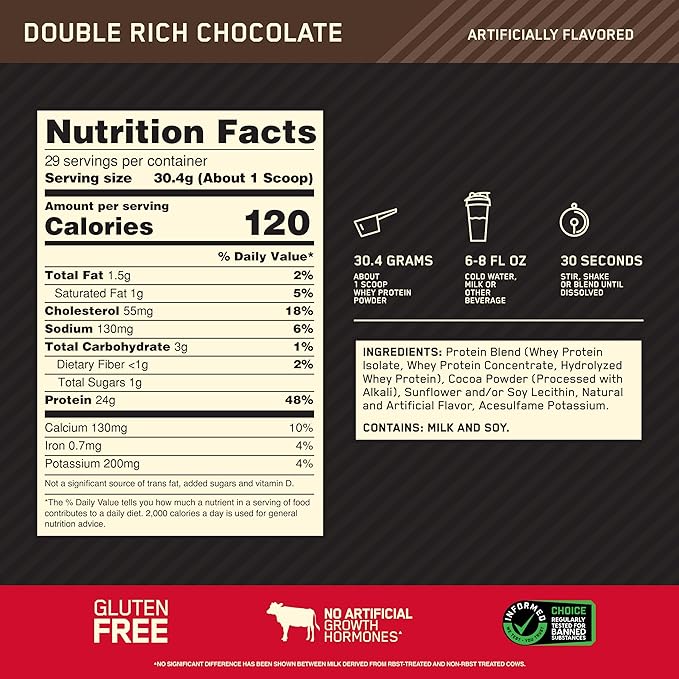 DOUBLE RICH CHOCOLATE
ARTIFICIALLY FLAVORED
Nutrition Facts
29 servings per container
Serving size 30.4g (About 1 Scoop)
Amount per serving
Calories 120
% Daily Value*
Total Fat 1.5g 2%
Saturated Fat 1g 5%
Cholesterol 55mg 18%
Sodium 130mg 6%
Total Carbohydrate 3g 1%
Dietary Fiber <1g 2%
Total Sugars 1g
Protein 24g 48%
Calcium 130mg 10%
Iron 0.7mg 4%
Potassium 200mg 4%
Not a significant source of trans fat, added sugars and vitamin D.
*The % Daily Value tells you how much a nutrient in a serving of food
contributes to a daily diet. 2,000 calories a day is used for general
nutrition advice.
30.4 GRAMS
ABOUT
1 SCOOP
WHEY PROTEIN
POWDER
6-8 FL OZ
COLD WATER,
MILK OR
OTHER
BEVERAGE
30 SECONDS
STIR, SHAKE
OR BLEND UNTIL
DISSOLVED
INGREDIENTS: Protein Blend (Whey Protein
Isolate, Whey Protein Concentrate, Hydrolyzed
Whey Protein), Cocoa Powder (Processed with
Alkali), Sunflower and/or Soy Lecithin, Natural
and Artificial Flavor, Acesulfame Potassium.
CONTAINS: MILK AND SOY.
GLUTEN
FREE
NO ARTIFICIAL
GROWTH
HORMONES^
INFORMED
WE TEST · YOU TRUST
CHOICE
REGULARLY
TESTED FOR
BANNED
SUBSTANCES
^NO SIGNIFICANT DIFFERENCE HAS BEEN SHOWN BETWEEN MILK DERIVED FROM RBST-TREATED AND NON-RBST TREATED COWS.